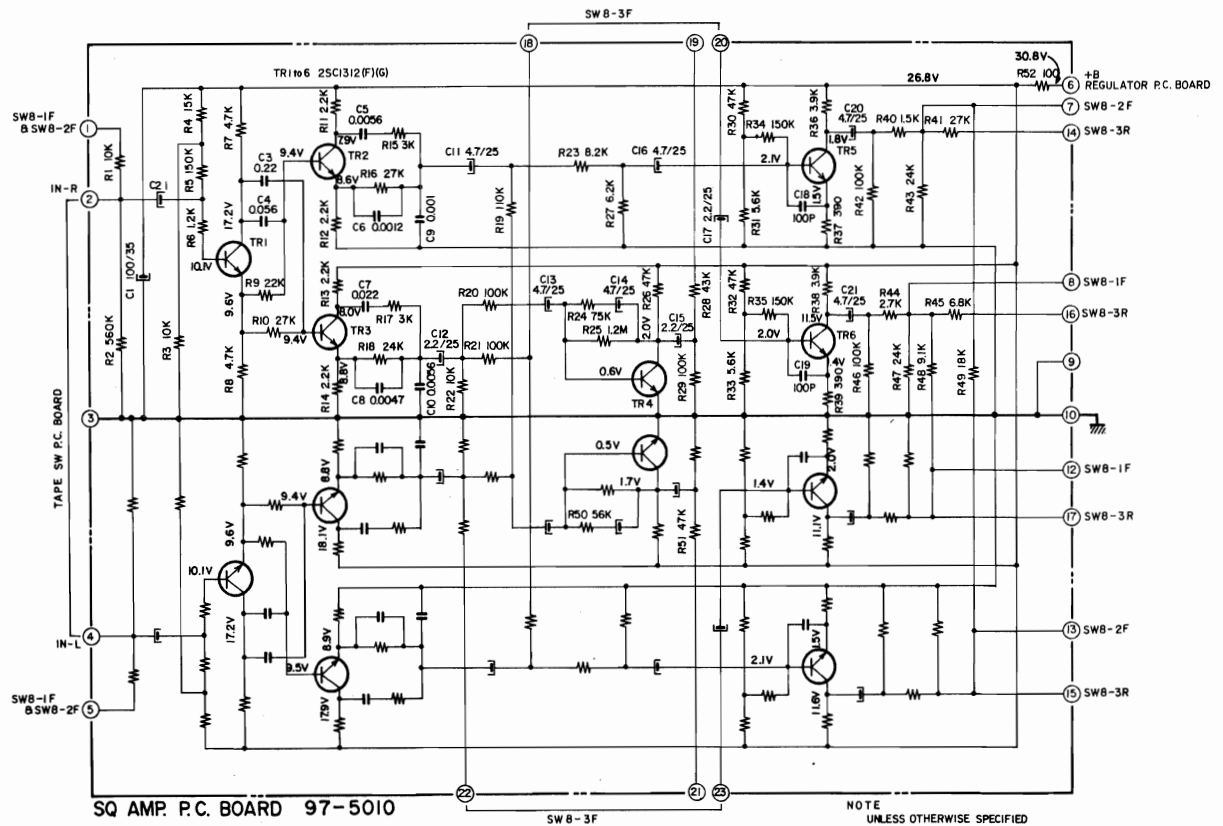 SW8-3F
18
19
20
TR1 to 6 2SC1312(F)(G)
30.8V
+B
R52 100
6
REGULATOR P.C. BOARD
26.8V
7
SW8-2F
14
SW8-3R
SW8-1F
& SW8-2F
1
R1 10K
IN-R
2
C2 1
R4 15K
R5 150K
R6 1.2K
R7 4.7K
C3
0.22
C4
0.056
9.4V
17.2V
TR1
10.1V
C1 100/35
R2 560K
R3 10K
9.6V
R9 22K
R10 27K
9.4V
R8 4.7K
R11 2.2K
7.9V
C5
0.0056
R15 3K
TR2
8.6V
R16 27K
R12 2.2K
C6 0.0012
C9 0.001
C11 4.7/25
R19 110K
R23 8.2K
R27 6.2K
C16 4.7/25
R30 47K
R34 150K
2.1V
R31 5.6K
C17 2.2/25
R36 3.9K
C20
4.7/25
11.8V
TR5
C18
100P
1.5V
R37 390
R40 1.5K
R41 27K
R42 100K
R43 24K
R13 2.2K
8.0V
C7
0.022
R17 3K
TR3
8.8V
R18 24K
R14 2.2K
C8 0.0047
C10 0.0056
C12
2.2/25
R20 100K
R21 100K
R22 10K
C13
4.7/25
C14
4.7/25
R24 75K
R25 1.2M
R26 47K
2.0V
C15
2.2/25
R28 43K
R29 100K
0.6V
TR4
R32 47K
R35 150K
2.0V
R33 5.6K
R38 3.9K
11.5V
C21
4.7/25
TR6
C19
100P
1.4V
R39 390
R44
2.7K
R45 6.8K
R46 100K
R47 24K
R48 9.1K
R49 18K
8
SW8-1F
16
SW8-3R
9
10
3
TAPE SW P.C. BOARD
8.8V
9.4V
18.1V
9.6V
10.1V
17.2V
0.5V
1.7V
R50 56K
R51 47K
1.4V
2.0V
11.1V
12
SW8-1F
17
SW8-3R
4
IN-L
8.9V
9.5V
17.9V
2.1V
1.5V
11.6V
13
SW8-2F
15
SW8-3R
SW8-1F
& SW8-2F
5
22
21
23
SQ AMP. P.C. BOARD 97-5010
SW8-3F
NOTE
UNLESS OTHERWISE SPECIFIED